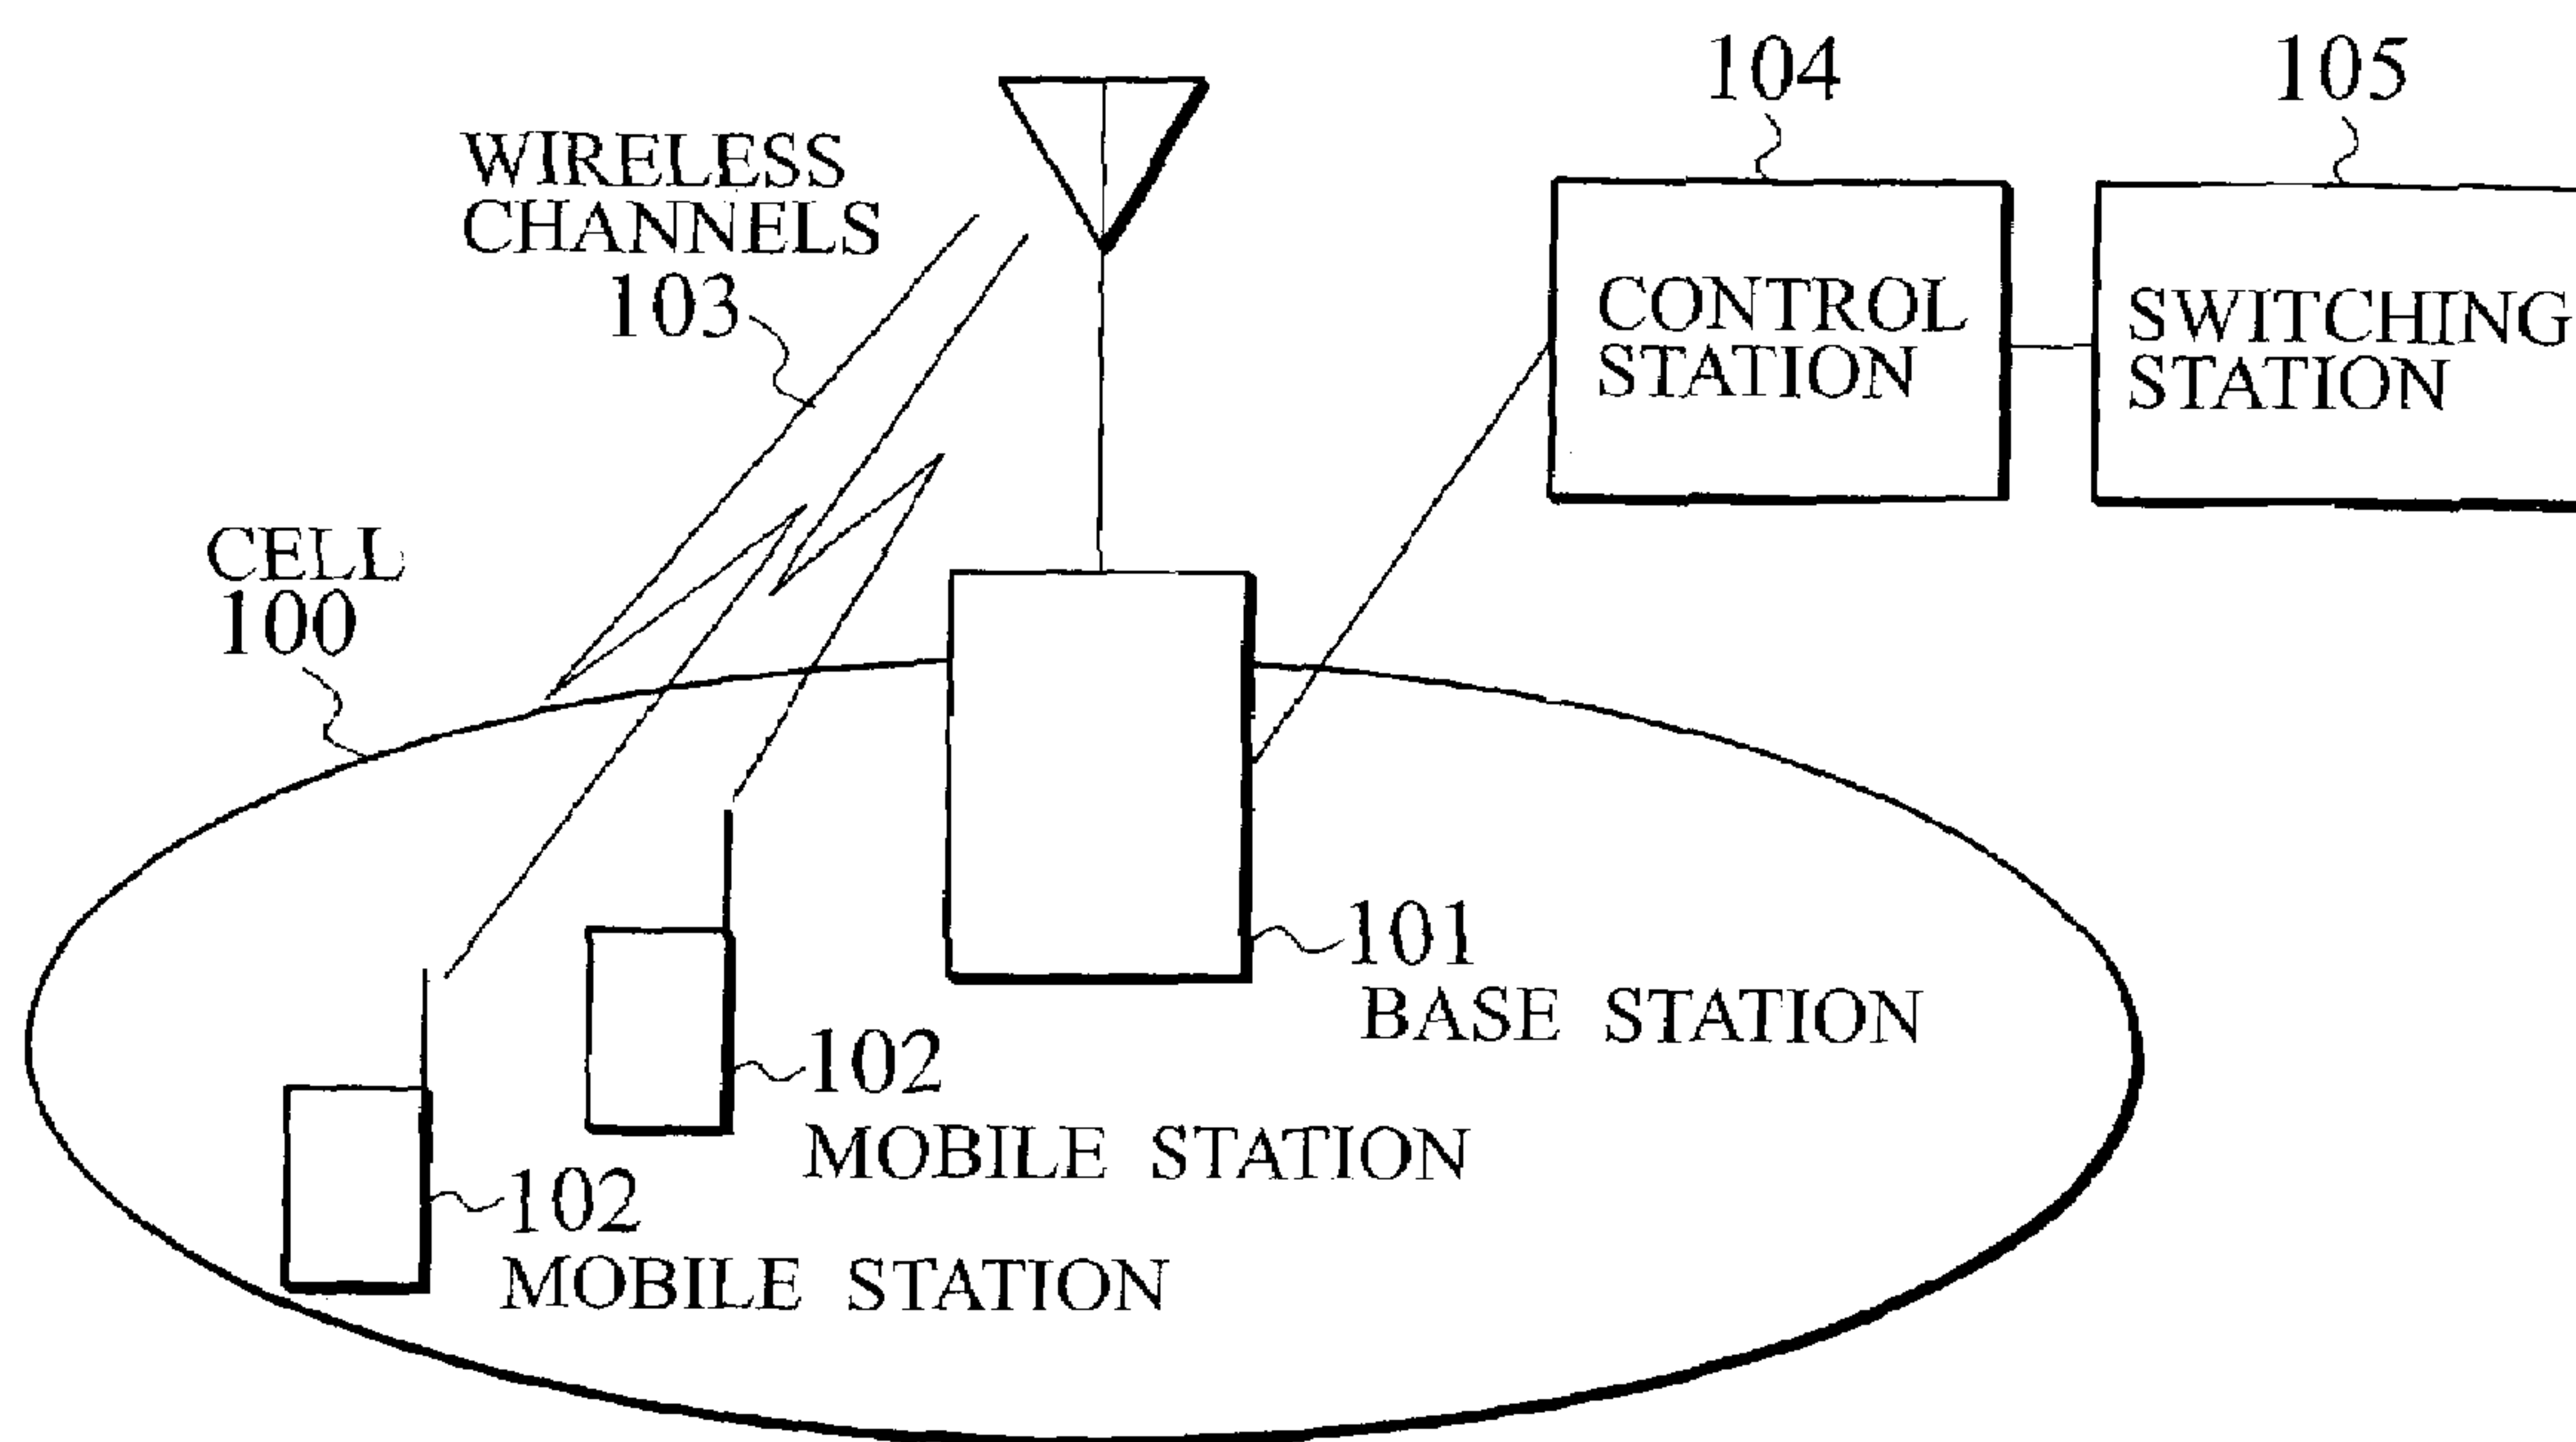 104
105
WIRELESS
CHANNELS
103
CONTROL
STATION
SWITCHING
STATION
CELL
100
101
BASE STATION
102
MOBILE STATION
102
MOBILE STATION